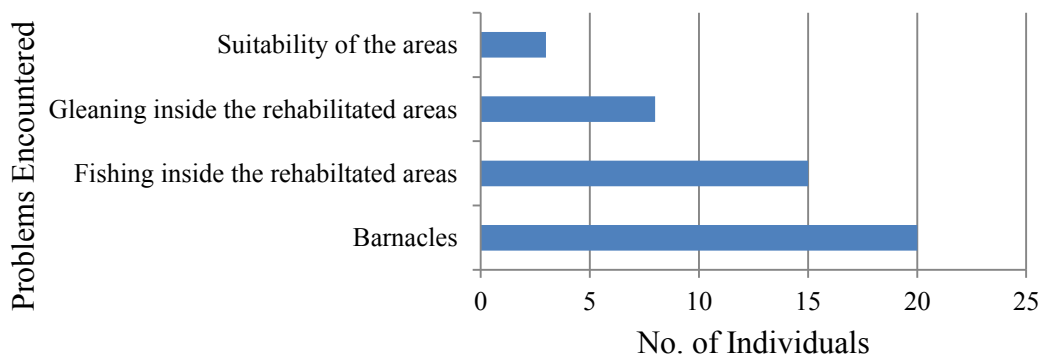 Problems Encountered
Suitability of the areas
Gleaning inside the rehabilitated areas
Fishing inside the rehabiltated areas
Barnacles
0 5 10 15 20 25
No. of Individuals